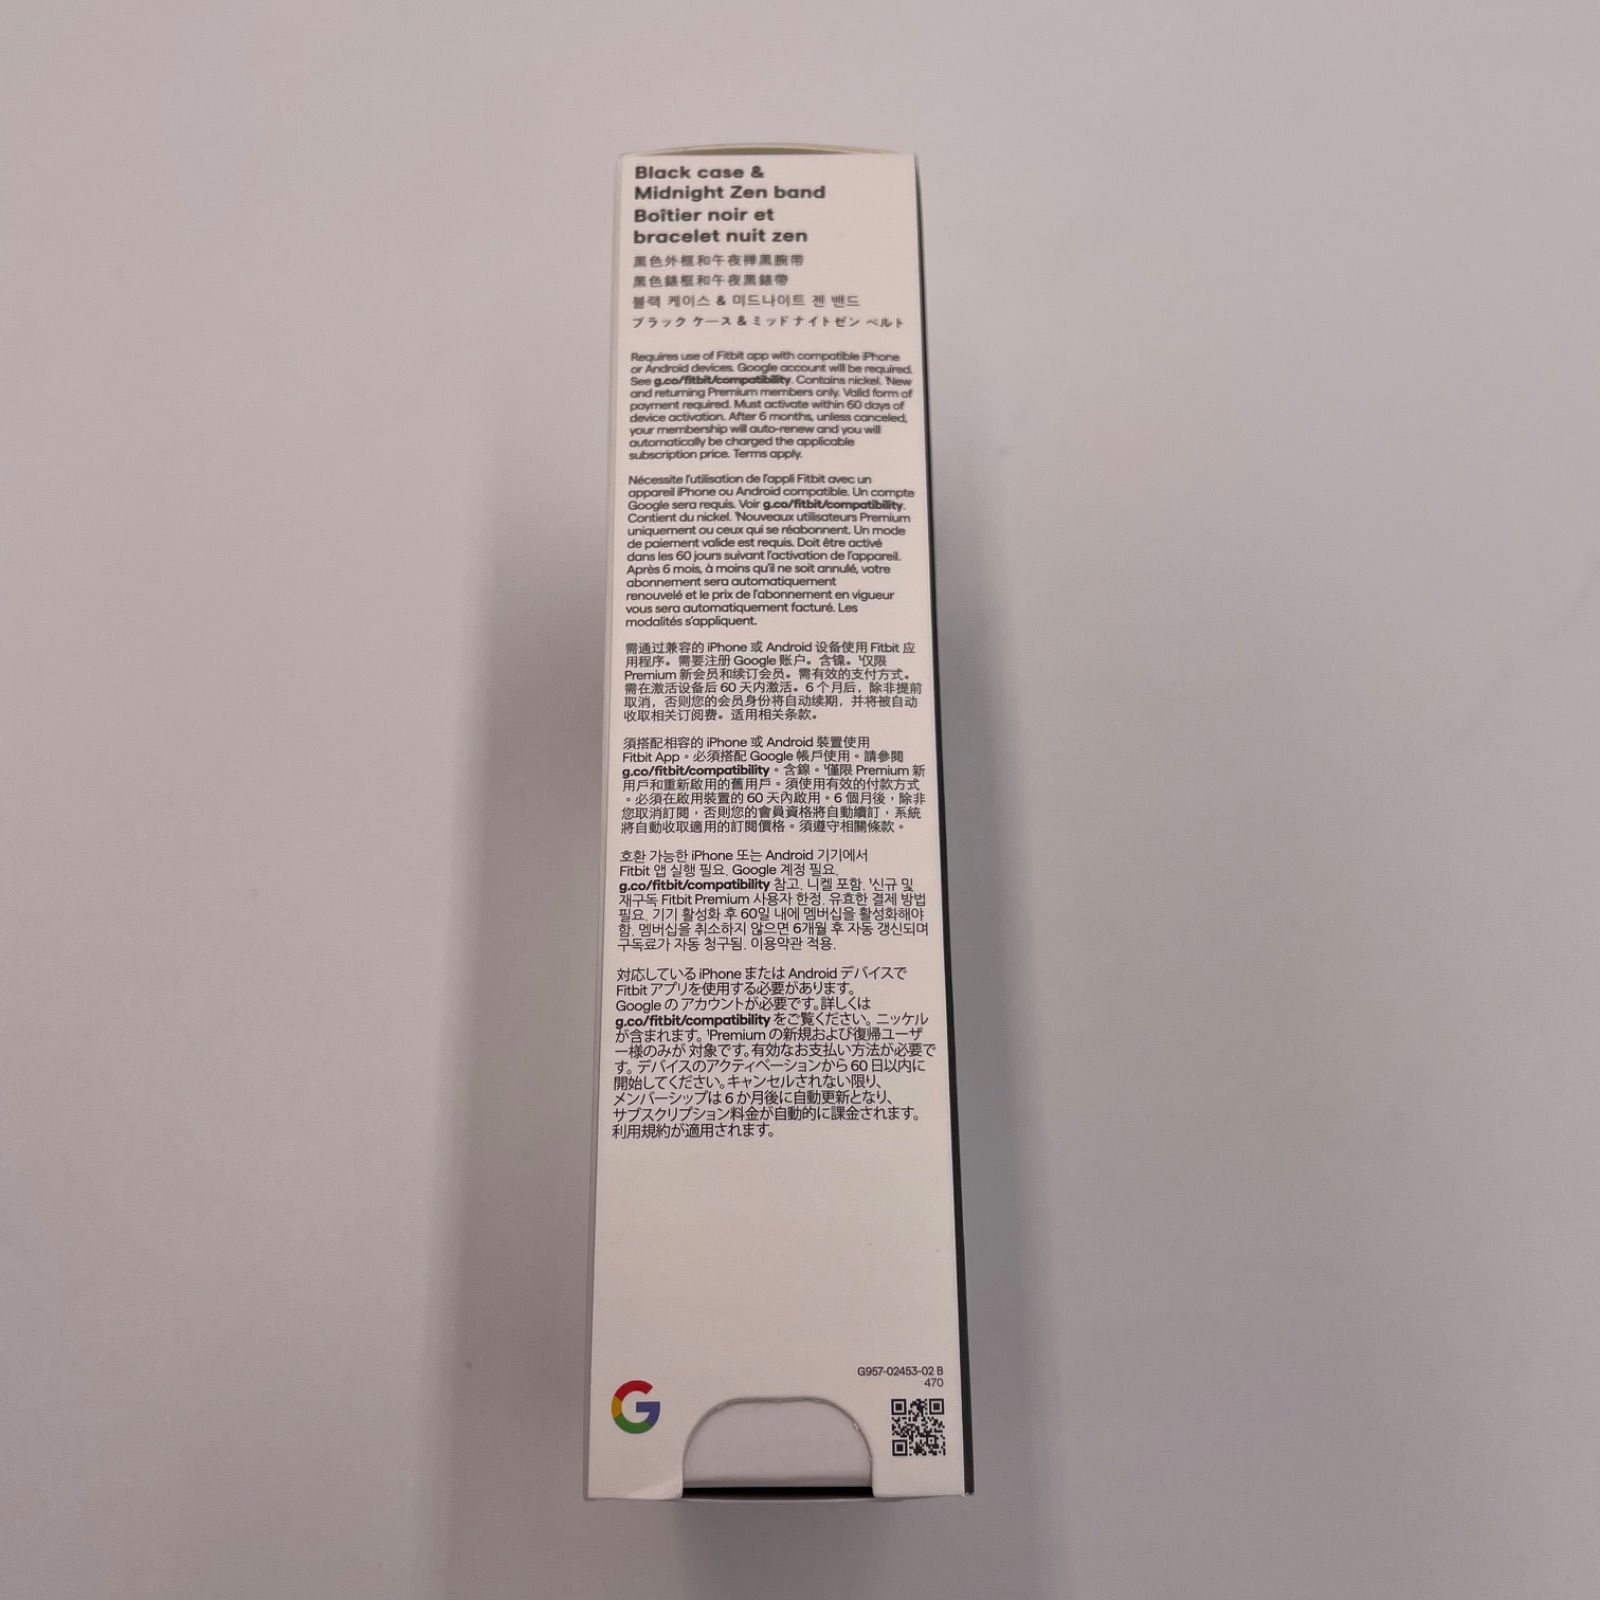 Black case &
Midnight Zen band
Boîtier noir et
bracelet nuit zen
黑色外框和午夜禅黑腕带
黑色錶框和午夜黑錶帶
블랙 케이스 & 미드나이트 젠 밴드
ブラック ケース & ミッドナイトゼン ベルト
Requires use of Fitbit app with compatible iPhone
or Android devices. Google account will be required.
See g.co/fitbit/compatibility. Contains nickel. ¹New
and returning Premium members only. Valid form of
payment required. Must activate within 60 days of
device activation. After 6 months, unless canceled,
your membership will auto-renew and you will
automatically be charged the applicable
subscription price. Terms apply.
Nécessite l'utilisation de l'appli Fitbit avec un
appareil iPhone ou Android compatible. Un compte
Google sera requis. Voir g.co/fitbit/compatibility.
Contient du nickel. ¹Nouveaux utilisateurs Premium
uniquement ou ceux qui se réabonnent. Un mode
de paiement valide est requis. Doit être activé
dans les 60 jours suivant l'activation de l'appareil.
Après 6 mois, à moins qu'il ne soit annulé, votre
abonnement sera automatiquement
renouvelé et le prix de l'abonnement en vigueur
vous sera automatiquement facturé. Les
modalités s'appliquent.
需通过兼容的 iPhone 或 Android 设备使用 Fitbit 应
用程序。需要注册 Google 账户。含镍。¹仅限
Premium 新会员和续订会员。需有效的支付方式。
需在激活设备后 60 天内激活。6 个月后，除非提前
取消，否则您的会员身份将自动续期，并将被自动
收取相关订阅费。适用相关条款。
須搭配相容的 iPhone 或 Android 裝置使用
Fitbit App。必須搭配 Google 帳戶使用。請參閱
g.co/fitbit/compatibility。含鎳。¹僅限 Premium 新
用戶和重新啟用的舊用戶。須使用有效的付款方式
。必須在啟用裝置的 60 天內啟用。6 個月後，除非
您取消訂閱，否則您的會員資格將自動續訂，系統
將自動收取適用的訂閱價格。須遵守相關條款。
호환 가능한 iPhone 또는 Android 기기에서
Fitbit 앱 실행 필요. Google 계정 필요.
g.co/fitbit/compatibility 참고. 니켈 포함. ¹신규 및
재구독 Fitbit Premium 사용자 한정. 유효한 결제 방법
필요. 기기 활성화 후 60일 내에 멤버십을 활성화해야
함. 멤버십을 취소하지 않으면 6개월 후 자동 갱신되며
구독료가 자동 청구됨. 이용약관 적용.
対応している iPhone または Android デバイスで
Fitbit アプリを使用する必要があります。
Google の アカウントが必要です。詳しくは
g.co/fitbit/compatibility をご覧ください。ニッケル
が含まれます。¹Premium の新規および復帰ユーザ
ー様のみが 対象です。有効なお支払い方法が必要で
す。デバイスのアクティベーションから 60 日以内に
開始してください。キャンセルされない限り、
メンバーシップは 6 か月後に自動更新となり、
サブスクリプション料金が自動的に課金されます。
利用規約が適用されます。
G957-02453-02 B
470
G